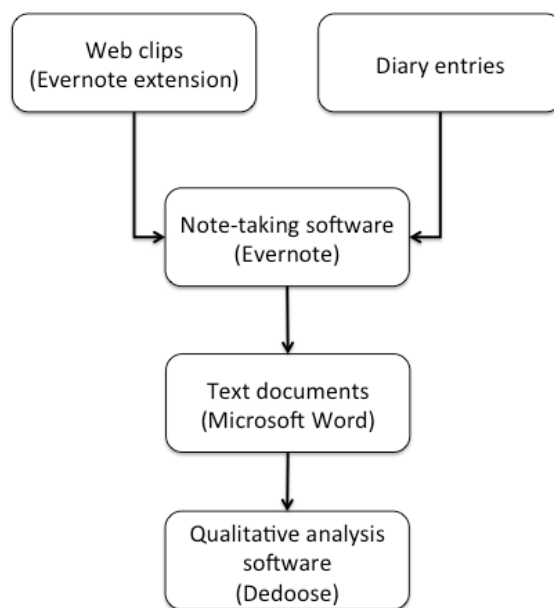 Web clips
(Evernote extension)
Diary entries
Note-taking software
(Evernote)
Text documents
(Microsoft Word)
Qualitative analysis
software
(Dedoose)